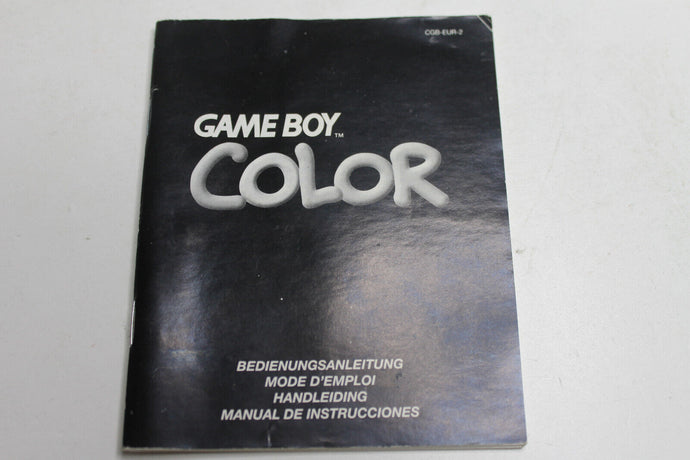 CGB-EUR-2
GAME BOY™
COLOR
BEDIENUNGSANLEITUNG
MODE D'EMPLOI
HANDLEIDING
MANUAL DE INSTRUCCIONES